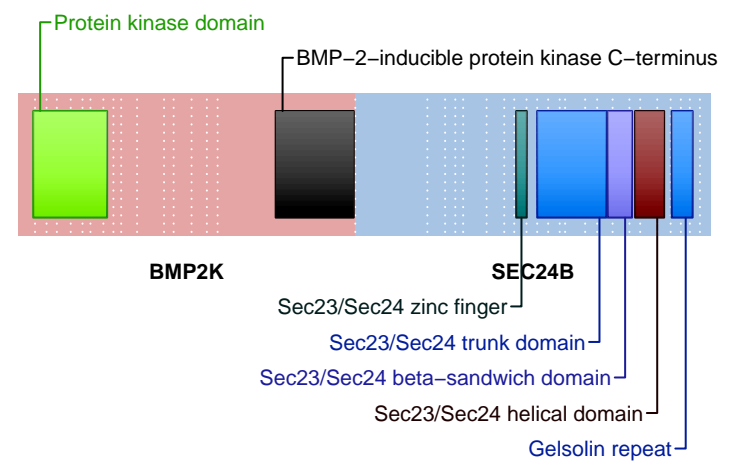 Protein kinase domain
BMP−2−inducible protein kinase C−terminus
BMP2K
SEC24B
Sec23/Sec24 zinc finger
Sec23/Sec24 trunk domain
Sec23/Sec24 beta−sandwich domain
Sec23/Sec24 helical domain
Gelsolin repeat